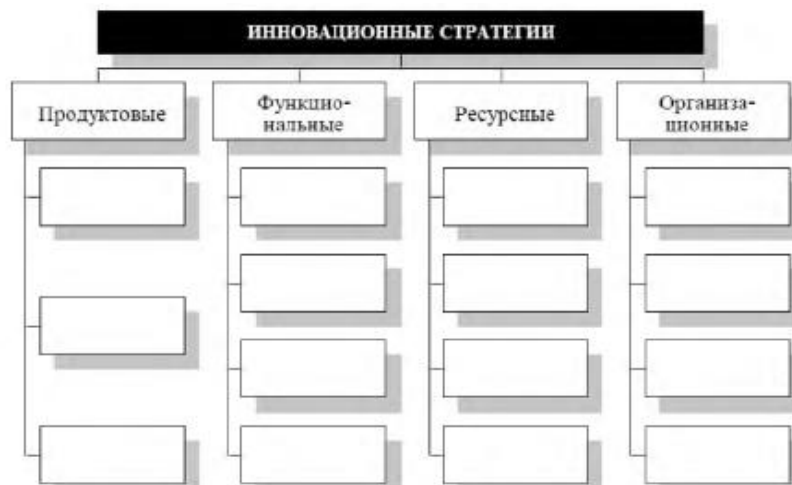 ИННОВАЦИОННЫЕ СТРАТЕГИИ
Продуктовые
Функцио-
нальные
Ресурсные
Организа-
ционные